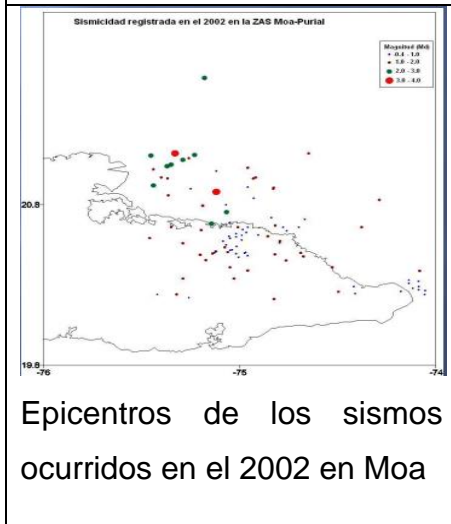 Sismicidad registrada en el 2002 en la ZAS Moa-Purial
Magnitud (Md)
0.4 - 1.0
1.0 - 2.0
2.0 - 3.0
3.0 - 4.0
20.8
19.8
-76
-75
-74
Epicentros de los sismos
ocurridos en el 2002 en Moa